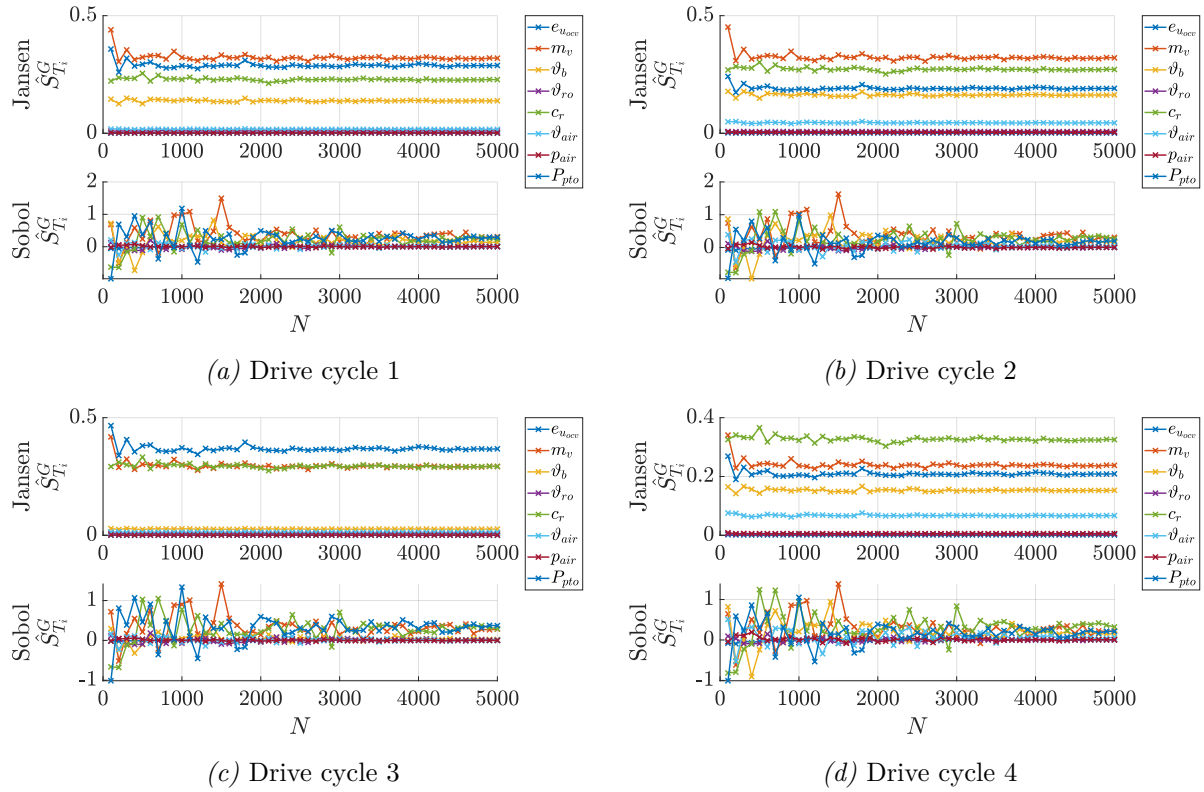 0.5
0
Jansen
Ŝ^G_{T_i}
0 1000 2000 3000 4000 5000
2
1
0
-1
Sobol
Ŝ^G_{T_i}
0 1000 2000 3000 4000 5000
N
e_{u_{ocv}}
m_v
ϑ_b
ϑ_{ro}
c_r
ϑ_{air}
p_{air}
P_{pto}
(a) Drive cycle 1
0.5
0
Jansen
Ŝ^G_{T_i}
0 1000 2000 3000 4000 5000
2
1
0
-1
Sobol
Ŝ^G_{T_i}
0 1000 2000 3000 4000 5000
N
e_{u_{ocv}}
m_v
ϑ_b
ϑ_{ro}
c_r
ϑ_{air}
p_{air}
P_{pto}
(b) Drive cycle 2
0.5
0
Jansen
Ŝ^G_{T_i}
0 1000 2000 3000 4000 5000
1
0
-1
Sobol
Ŝ^G_{T_i}
0 1000 2000 3000 4000 5000
N
e_{u_{ocv}}
m_v
ϑ_b
ϑ_{ro}
c_r
ϑ_{air}
p_{air}
P_{pto}
(c) Drive cycle 3
0.4
0.2
0
Jansen
Ŝ^G_{T_i}
0 1000 2000 3000 4000 5000
1
0
-1
Sobol
Ŝ^G_{T_i}
0 1000 2000 3000 4000 5000
N
e_{u_{ocv}}
m_v
ϑ_b
ϑ_{ro}
c_r
ϑ_{air}
p_{air}
P_{pto}
(d) Drive cycle 4